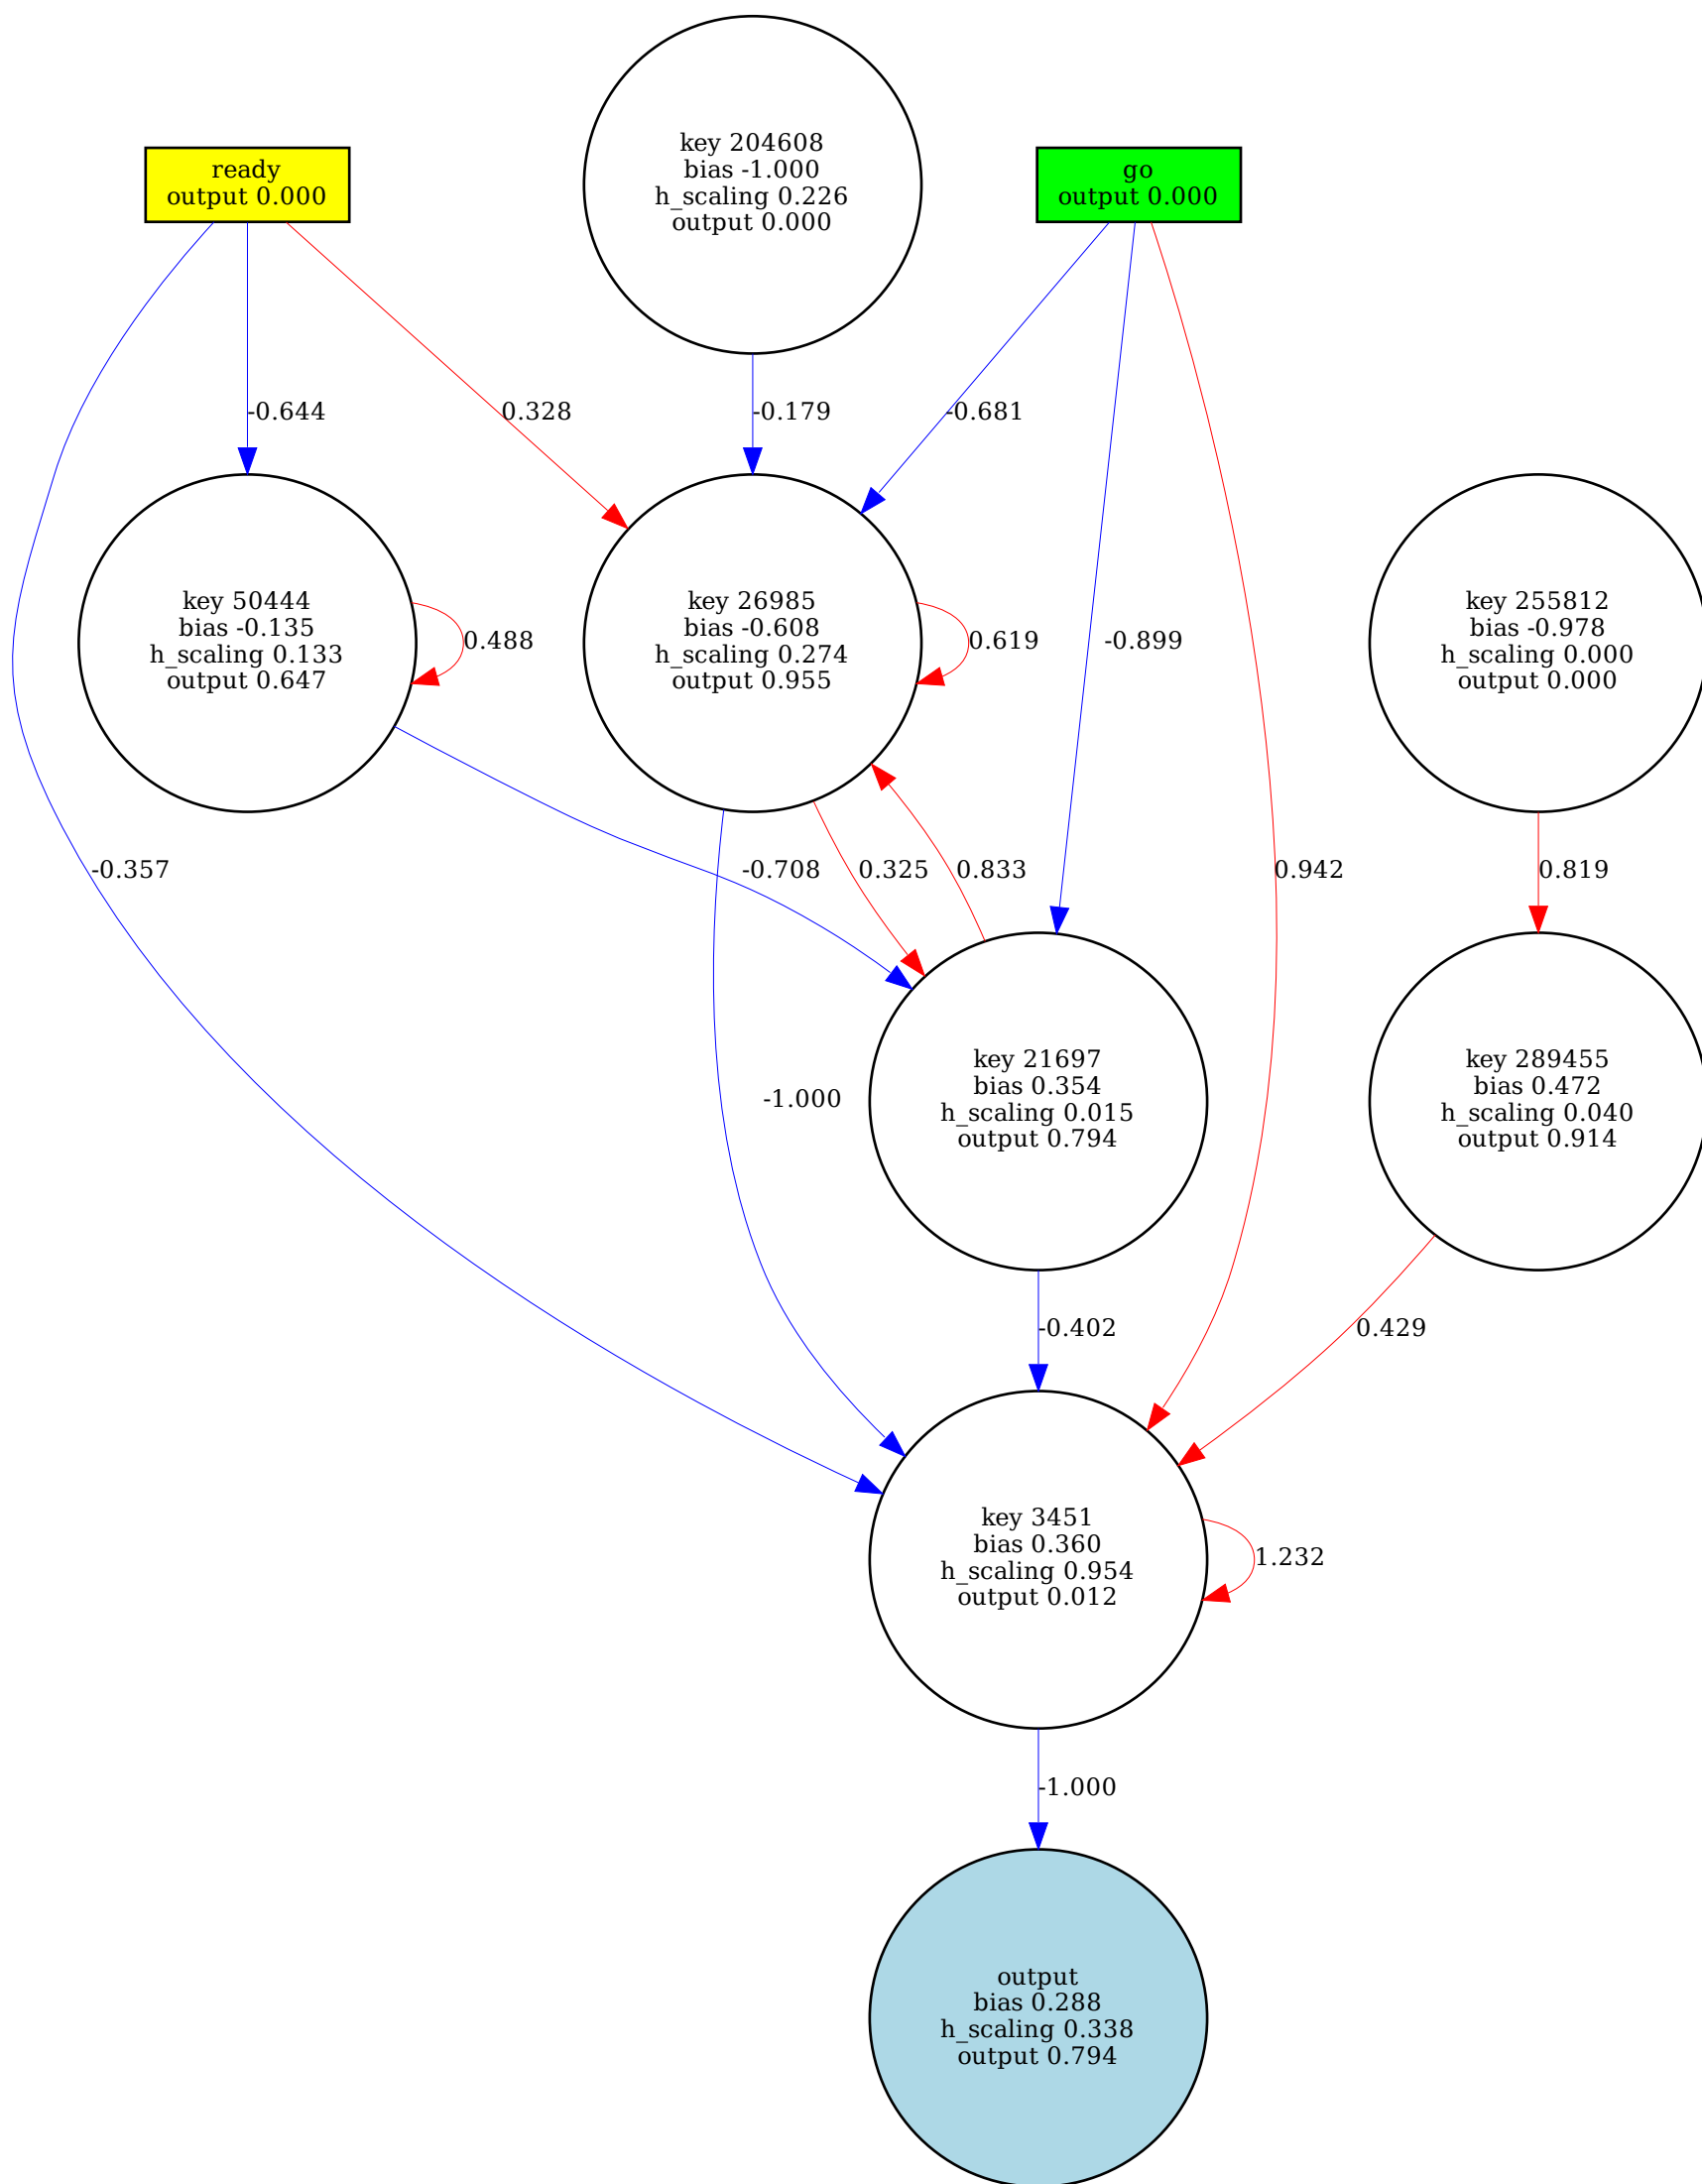 key 204608
bias -1.000
h_scaling 0.226
output 0.000
ready
output 0.000
go
output 0.000
-0.644
0.328
-0.179
-0.681
key 50444
bias -0.135
h_scaling 0.133
output 0.647
0.488
key 26985
bias -0.608
h_scaling 0.274
output 0.955
0.619
-0.899
key 255812
bias -0.978
h_scaling 0.000
output 0.000
-0.357
-0.708
0.325
0.833
0.942
0.819
-1.000
key 21697
bias 0.354
h_scaling 0.015
output 0.794
key 289455
bias 0.472
h_scaling 0.040
output 0.914
-0.402
0.429
key 3451
bias 0.360
h_scaling 0.954
output 0.012
1.232
-1.000
output
bias 0.288
h_scaling 0.338
output 0.794